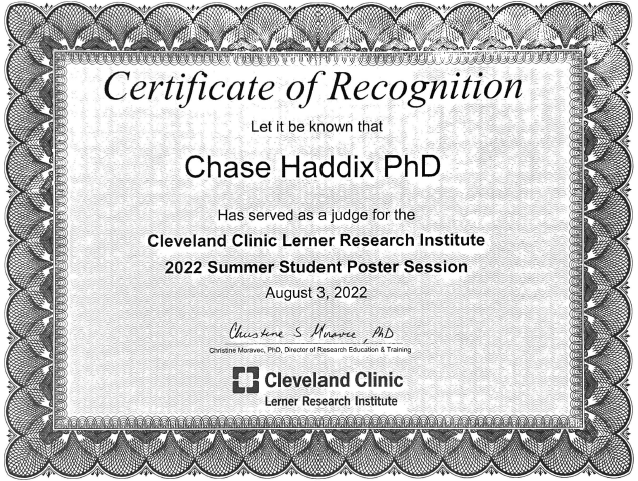 Certificate of Recognition
Let it be known that
Chase Haddix PhD
Has served as a judge for the
Cleveland Clinic Lerner Research Institute
2022 Summer Student Poster Session
August 3, 2022
Christine S Moravec, PhD
Christine Moravec, PhD, Director of Research Education & Training
Cleveland Clinic
Lerner Research Institute